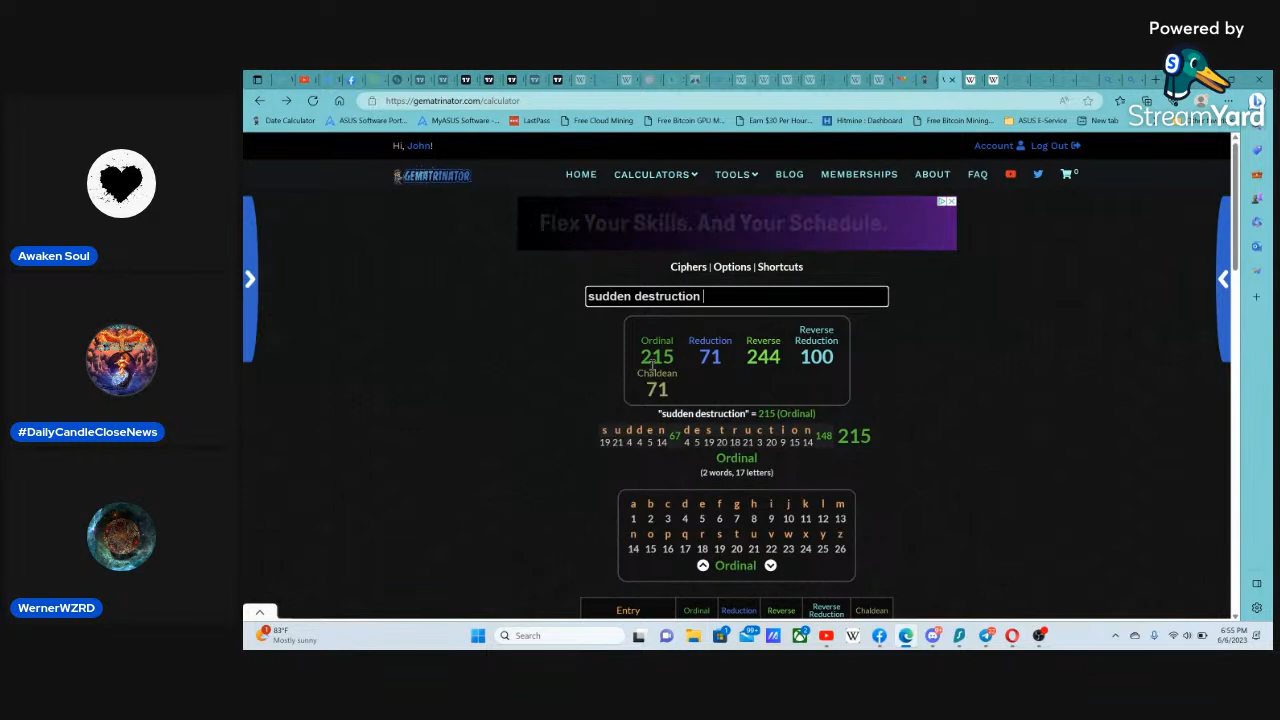 Powered by
StreamYard
https://gematrinator.com/calculator
Date Calculator
ASUS Software Port...
MyASUS Software -...
LastPass
Free Cloud Mining
Free Bitcoin GPU M...
Earn $30 Per Hour...
Hitmine : Dashboard
Free Bitcoin Mining...
ASUS E-Service
New tab
Hi, John!
Account
Log Out
GEMATRINATOR
HOME
CALCULATORS
TOOLS
BLOG
MEMBERSHIPS
ABOUT
FAQ
0
Flex Your Skills. And Your Schedule.
Ciphers | Options | Shortcuts
sudden destruction
Ordinal
215
Reduction
71
Reverse
244
Reverse
Reduction
100
Chaldean
71
"sudden destruction" = 215 (Ordinal)
s u d d e n d e s t r u c t i o n
19 21 4 4 5 14 67 4 5 19 20 18 21 3 20 9 15 14 148 215
Ordinal
(2 words, 17 letters)
a b c d e f g h i j k l m
1 2 3 4 5 6 7 8 9 10 11 12 13
n o p q r s t u v w x y z
14 15 16 17 18 19 20 21 22 23 24 25 26
Ordinal
Entry
Ordinal
Reduction
Reverse
Reverse
Reduction
Chaldean
Awaken Soul
#DailyCandleCloseNews
WernerWZRD
83°F
Mostly sunny
Search
99+
6:55 PM
6/6/2023